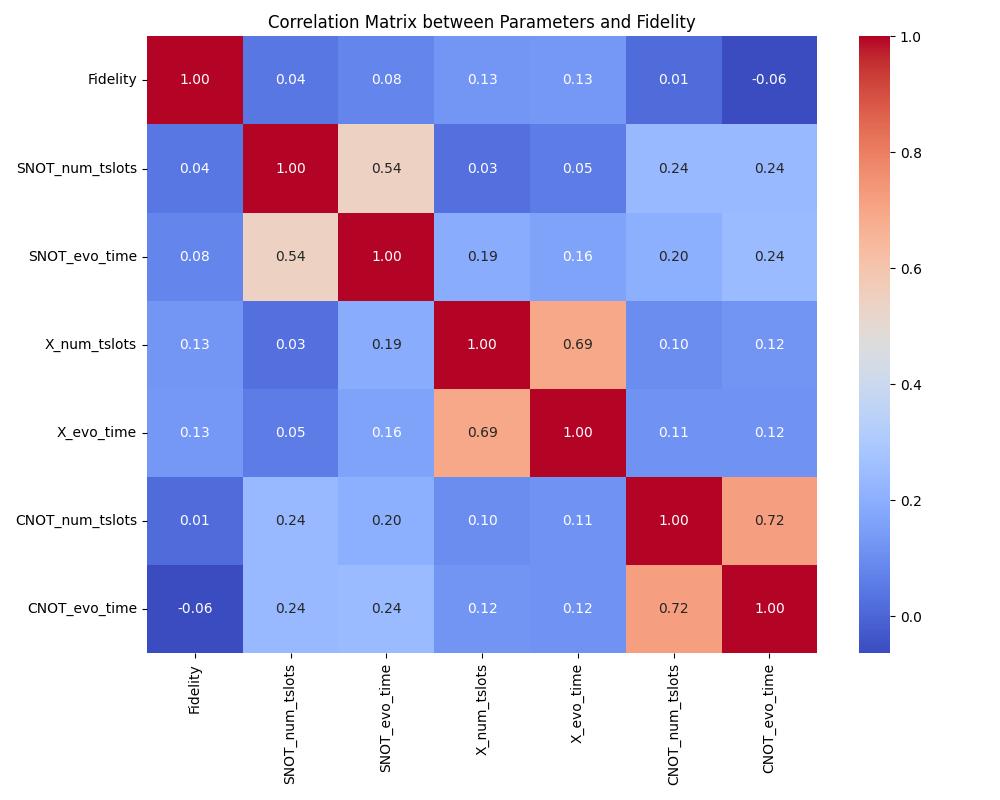 Correlation Matrix between Parameters and Fidelity
Fidelity 1.00 0.04 0.08 0.13 0.13 0.01 -0.06
SNOT_num_tslots 0.04 1.00 0.54 0.03 0.05 0.24 0.24
SNOT_evo_time 0.08 0.54 1.00 0.19 0.16 0.20 0.24
X_num_tslots 0.13 0.03 0.19 1.00 0.69 0.10 0.12
X_evo_time 0.13 0.05 0.16 0.69 1.00 0.11 0.12
CNOT_num_tslots 0.01 0.24 0.20 0.10 0.11 1.00 0.72
CNOT_evo_time -0.06 0.24 0.24 0.12 0.12 0.72 1.00
Fidelity
SNOT_num_tslots
SNOT_evo_time
X_num_tslots
X_evo_time
CNOT_num_tslots
CNOT_evo_time
1.0
0.8
0.6
0.4
0.2
0.0